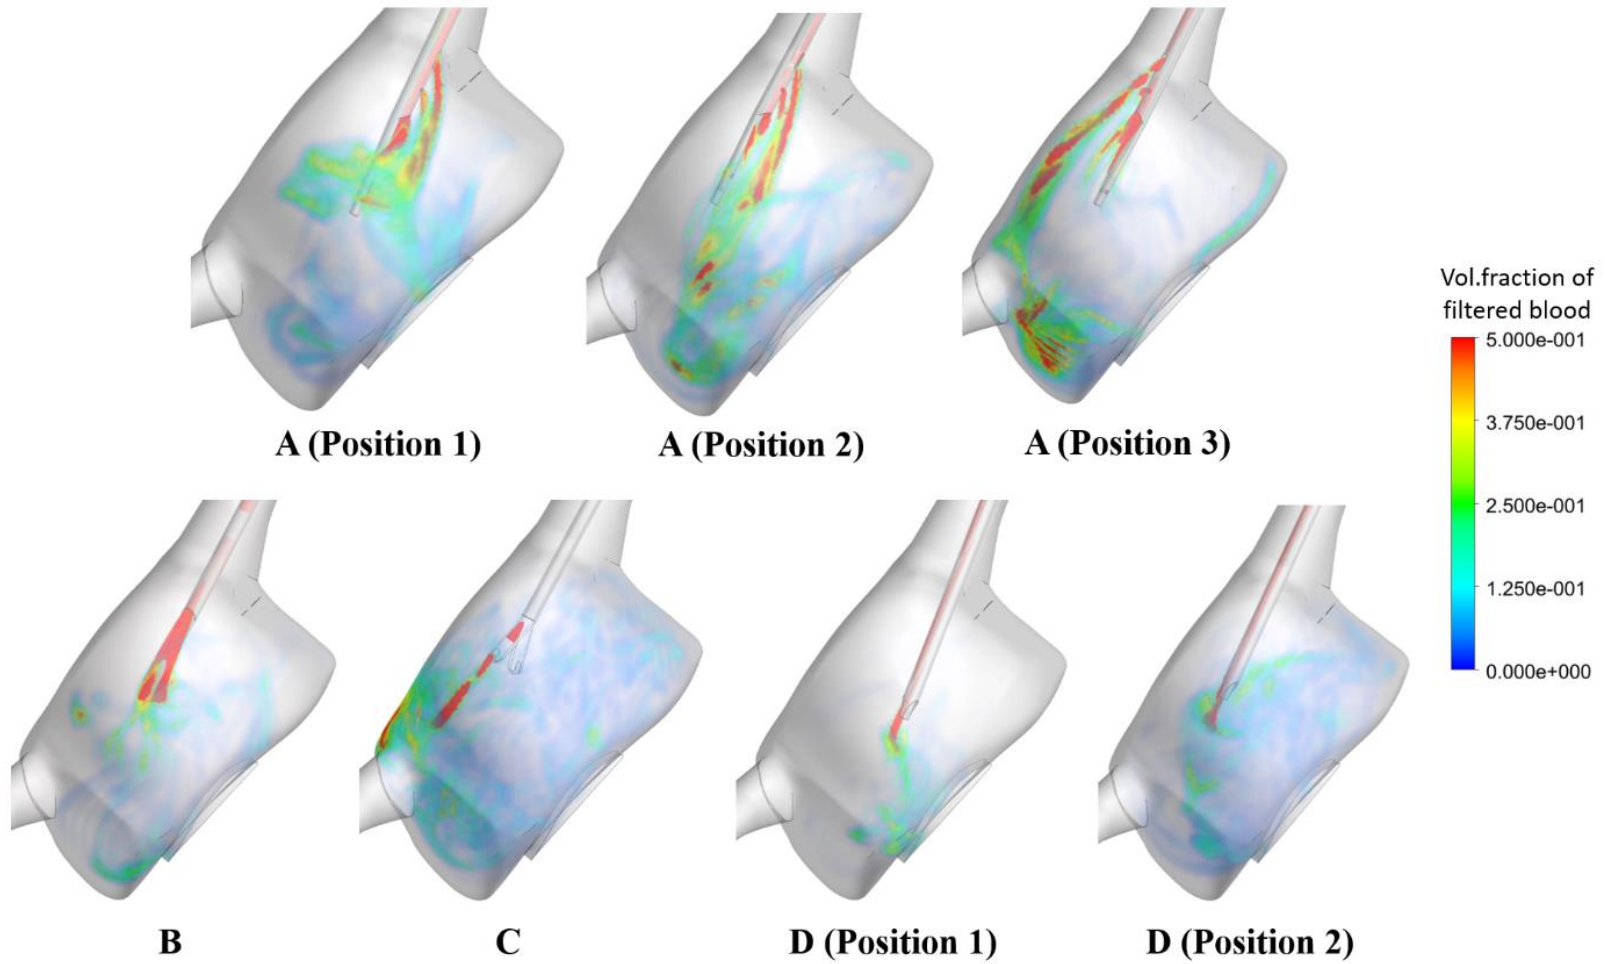 A (Position 1)
A (Position 2)
A (Position 3)
Vol.fraction of
filtered blood
5.000e-001
3.750e-001
2.500e-001
1.250e-001
0.000e+000
B
C
D (Position 1)
D (Position 2)